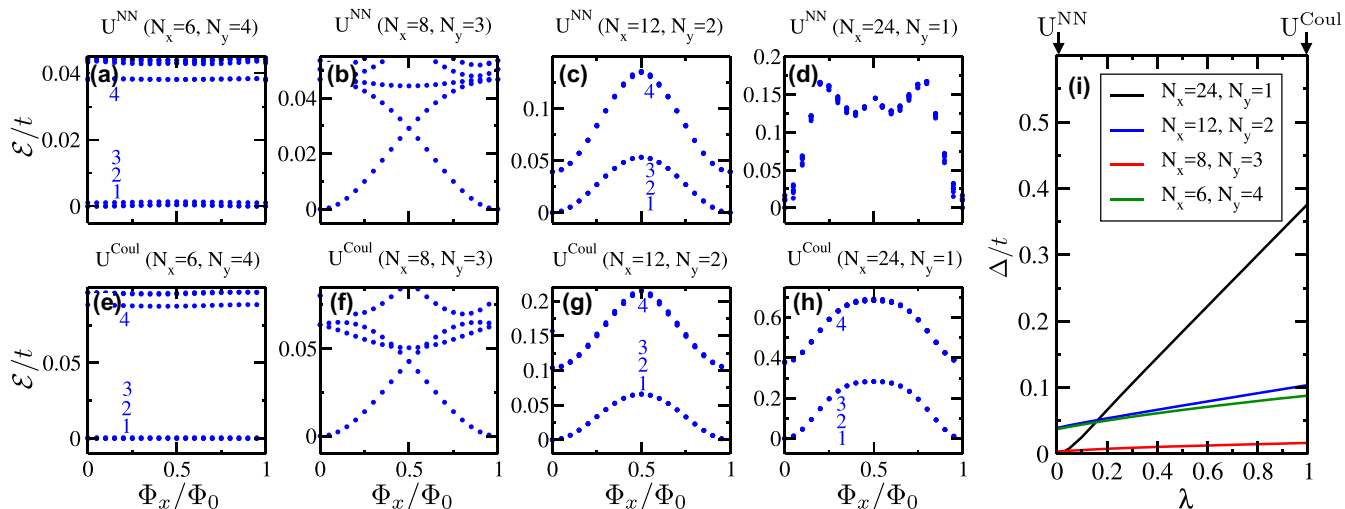 U^NN (N_x=6, N_y=4)
U^NN (N_x=8, N_y=3)
U^NN (N_x=12, N_y=2)
U^NN (N_x=24, N_y=1)
ℰ/t
(a)
0.04
0.02
0
4
3
2
1
(b)
0.04
0.02
0
(c)
0.15
0.1
0.05
0
4
3
2
1
(d)
0.2
0.15
0.1
0.05
0
U^Coul (N_x=6, N_y=4)
U^Coul (N_x=8, N_y=3)
U^Coul (N_x=12, N_y=2)
U^Coul (N_x=24, N_y=1)
ℰ/t
(e)
0.05
0
4
3
2
1
0 0.5 1
Φ_x/Φ_0
(f)
0.05
0
0 0.5 1
Φ_x/Φ_0
(g)
0.2
0.15
0.1
0.05
0
4
3
2
1
0 0.5 1
Φ_x/Φ_0
(h)
0.6
0.4
0.2
0
4
3
2
1
0 0.5 1
Φ_x/Φ_0
U^NN U^Coul
(i)
N_x=24, N_y=1
N_x=12, N_y=2
N_x=8, N_y=3
N_x=6, N_y=4
Δ/t
0.5
0.4
0.3
0.2
0.1
0
0 0.2 0.4 0.6 0.8 1
λ